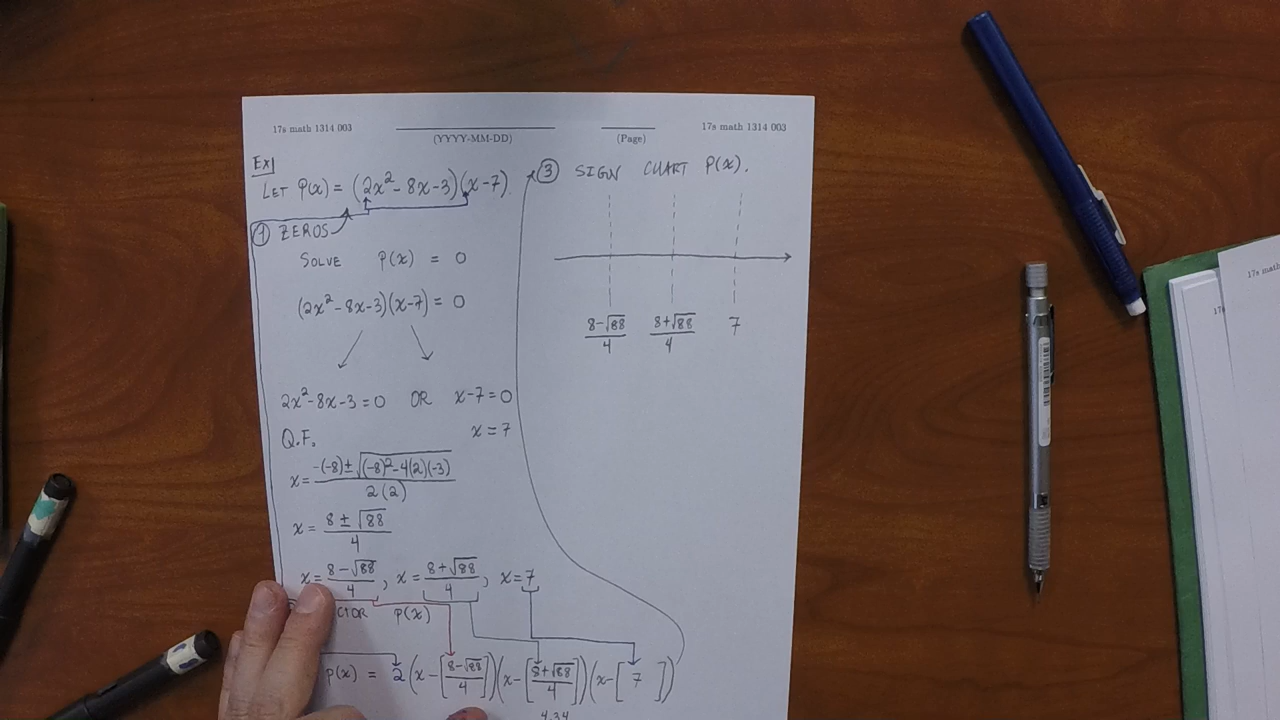 17s math 1314 003
(YYYY-MM-DD)
(Page)
17s math 1314 003
Ex1
LET P(x) = (2x² - 8x - 3)(x - 7).
① ZEROS
SOLVE P(x) = 0
(2x² - 8x - 3)(x - 7) = 0
2x² - 8x - 3 = 0 OR x - 7 = 0
Q.F. x = 7
x = (-(-8) ± √((-8)² - 4(2)(-3))) / 2(2)
x = (8 ± √88) / 4
x = (8 - √88) / 4, x = (8 + √88) / 4, x = 7
P(x)
P(x) = 2(x - [(8 - √88) / 4])(x - [(8 + √88) / 4])(x - [7])
4.34
③ SIGN CHART P(x).
(8 - √88) / 4 (8 + √88) / 4 7
17s math